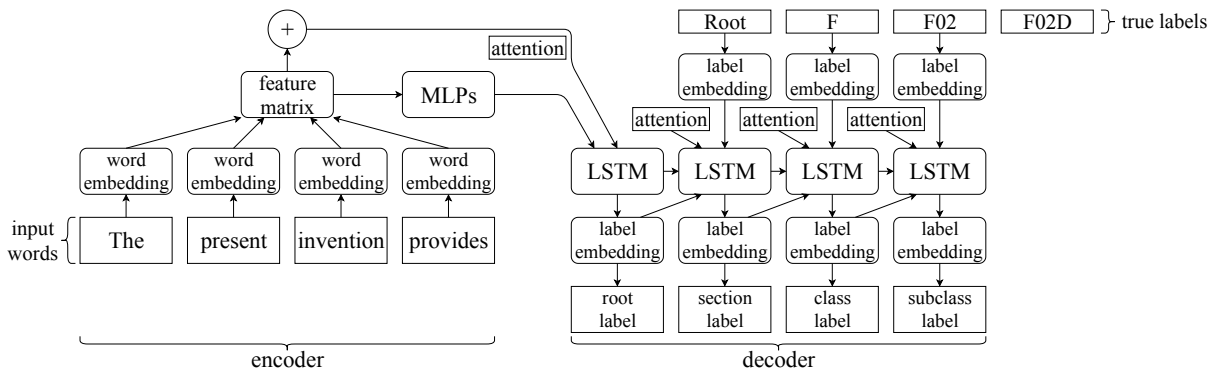 Root F F02 F02D true labels
+
attention
label
embedding
label
embedding
label
embedding
feature
matrix
MLPs
attention
attention
attention
word
embedding
word
embedding
word
embedding
word
embedding
LSTM LSTM LSTM LSTM
input
words
The present invention provides
label
embedding
label
embedding
label
embedding
label
embedding
root
label
section
label
class
label
subclass
label
encoder decoder